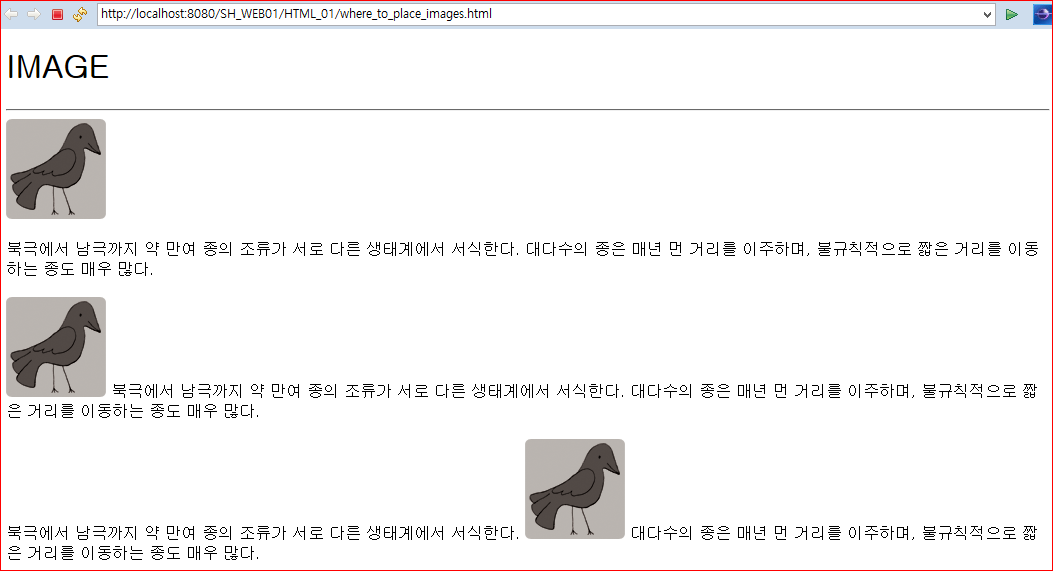 http://localhost:8080/SH_WEB01/HTML_01/where_to_place_images.html
IMAGE
북극에서 남극까지 약 만여 종의 조류가 서로 다른 생태계에서 서식한다. 대다수의 종은 매년 먼 거리를 이주하며, 불규칙적으로 짧은 거리를 이동
하는 종도 매우 많다.
북극에서 남극까지 약 만여 종의 조류가 서로 다른 생태계에서 서식한다. 대다수의 종은 매년 먼 거리를 이주하며, 불규칙적으로 짧
은 거리를 이동하는 종도 매우 많다.
북극에서 남극까지 약 만여 종의 조류가 서로 다른 생태계에서 서식한다. 대다수의 종은 매년 먼 거리를 이주하며, 불규칙적으로 짧
은 거리를 이동하는 종도 매우 많다.